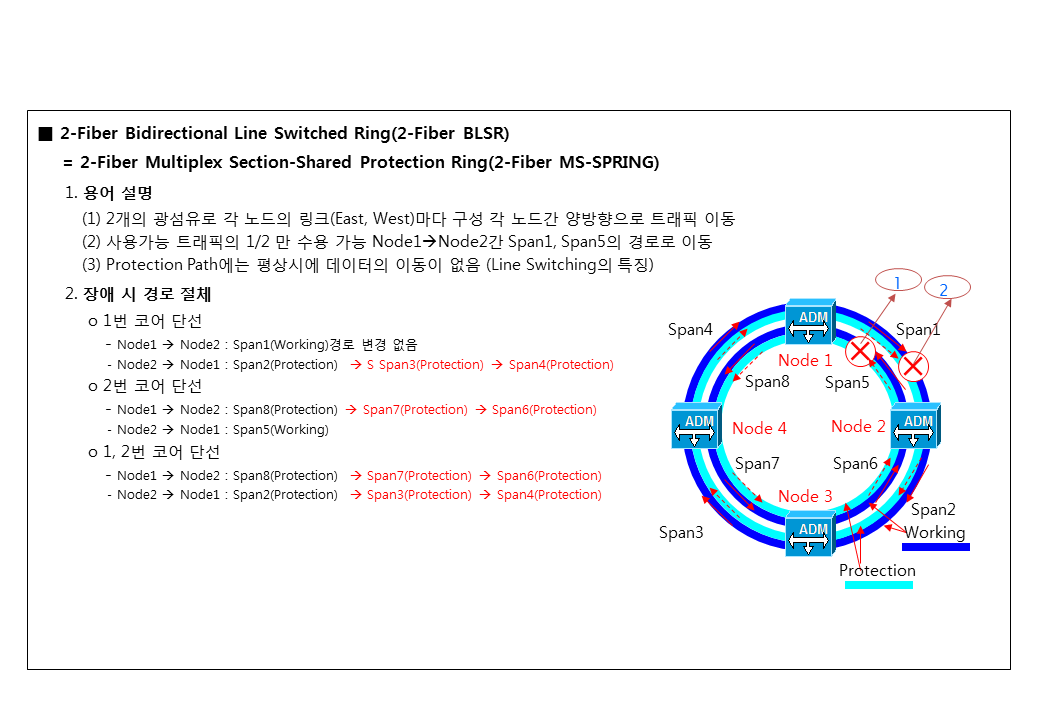 ■ 2-Fiber Bidirectional Line Switched Ring(2-Fiber BLSR)
= 2-Fiber Multiplex Section-Shared Protection Ring(2-Fiber MS-SPRING)
1. 용어 설명
(1) 2개의 광섬유로 각 노드의 링크(East, West)마다 구성 각 노드간 양방향으로 트래픽 이동
(2) 사용가능 트래픽의 1/2 만 수용 가능 Node1→Node2간 Span1, Span5의 경로로 이동
(3) Protection Path에는 평상시에 데이터의 이동이 없음 (Line Switching의 특징)
2. 장애 시 경로 절체
o 1번 코어 단선
- Node1 → Node2 : Span1(Working)경로 변경 없음
- Node2 → Node1 : Span2(Protection) → S Span3(Protection) → Span4(Protection)
o 2번 코어 단선
- Node1 → Node2 : Span8(Protection) → Span7(Protection) → Span6(Protection)
- Node2 → Node1 : Span5(Working)
o 1, 2번 코어 단선
- Node1 → Node2 : Span8(Protection) → Span7(Protection) → Span6(Protection)
- Node2 → Node1 : Span2(Protection) → Span3(Protection) → Span4(Protection)
1
2
ADM
Span4
Span1
Node 1
Span8
Span5
ADM
ADM
Node 4
Node 2
Span7
Span6
Node 3
Span2
ADM
Span3
Working
Protection